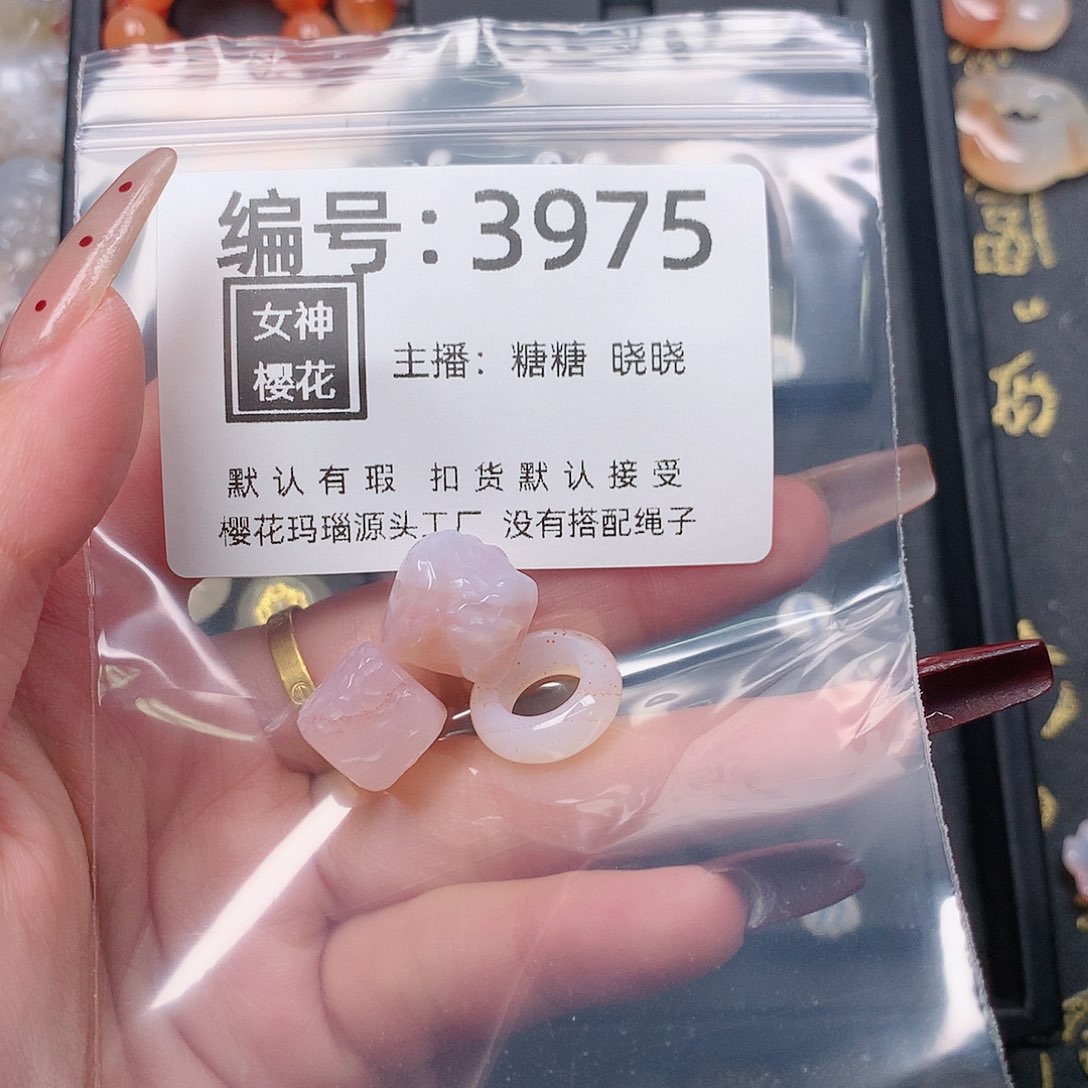 编号:3975
女神
樱花
主播: 糖糖 晓晓
默认有瑕 扣货默认接受
樱花玛瑙源头工厂 没有搭配绳子